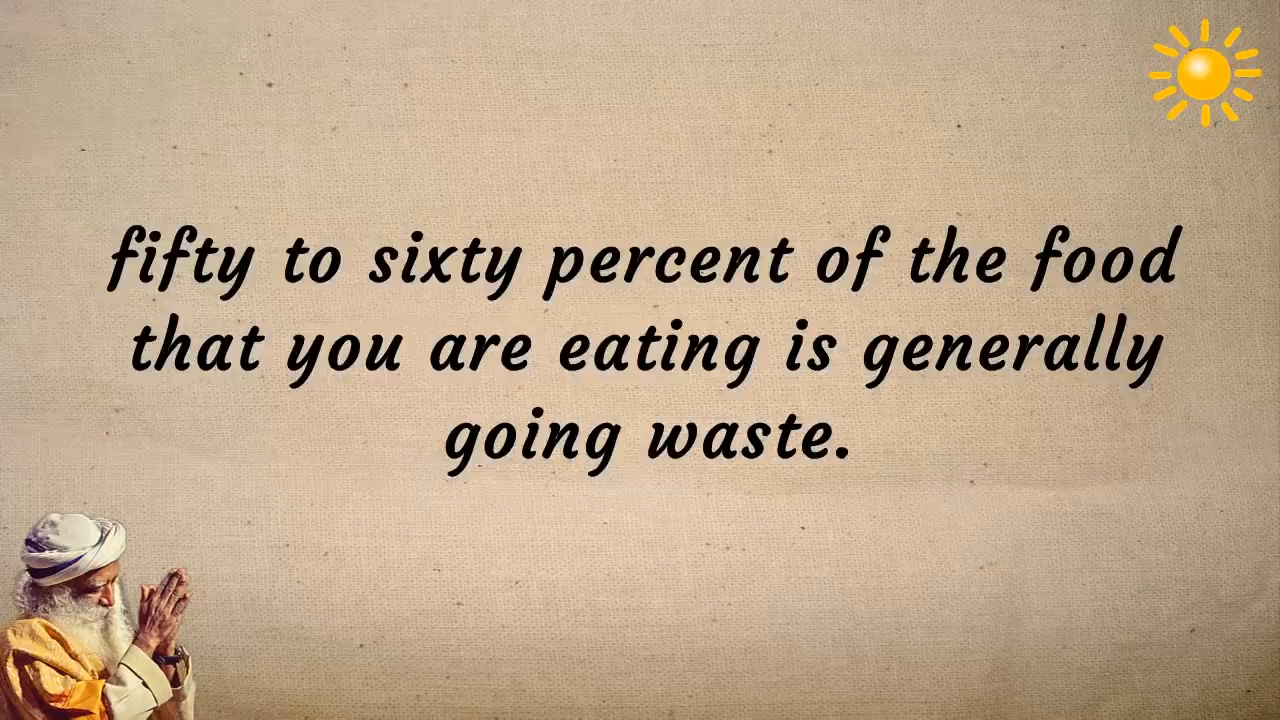 fifty to sixty percent of the food
that you are eating is generally
going waste.